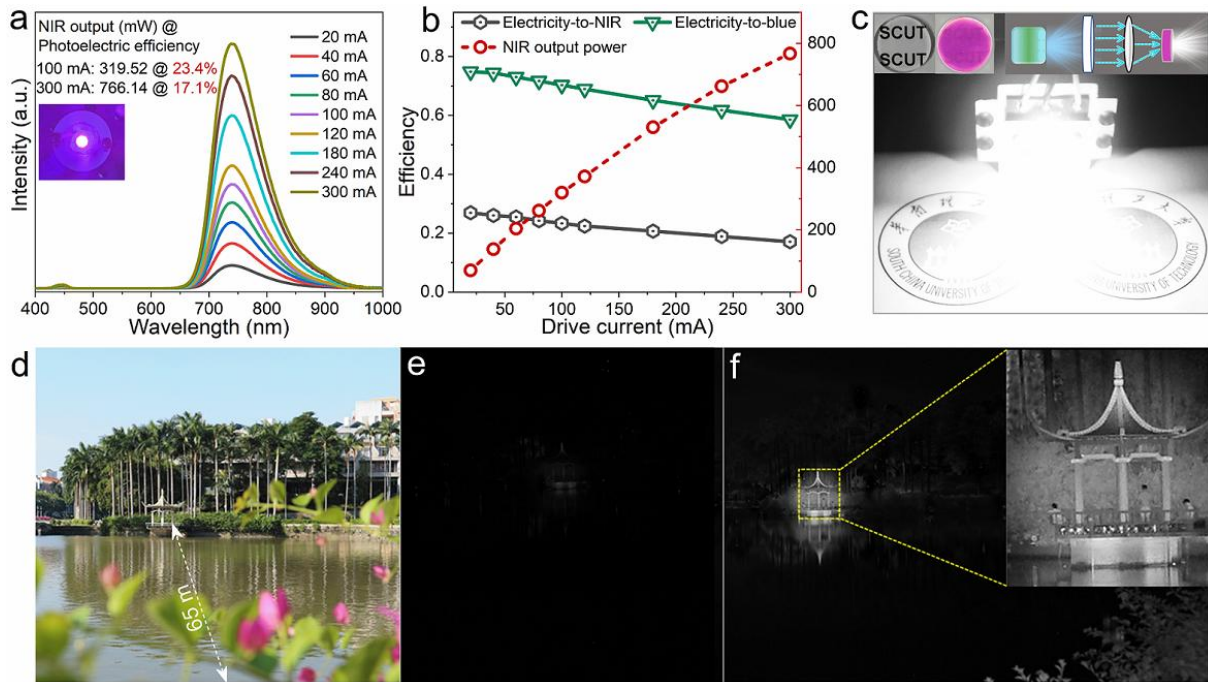 a
NIR output (mW) @
Photoelectric efficiency
100 mA: 319.52 @ 23.4%
300 mA: 766.14 @ 17.1%
20 mA
40 mA
60 mA
80 mA
100 mA
120 mA
180 mA
240 mA
300 mA
Intensity (a.u.)
400 500 600 700 800 900 1000
Wavelength (nm)
b
Electricity-to-NIR
Electricity-to-blue
NIR output power
Efficiency
0.8
0.6
0.4
0.2
0.0
800
700
600
500
400
300
200
100
0
50 100 150 200 250 300
Drive current (mA)
c
SCUT
SCUT
SOUTH CHINA UNIVERSITY OF
UNIVERSITY OF TECHNOLOGY
d
65 m
e
f